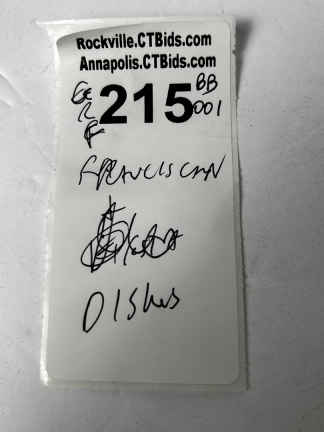 Rockville.CTBids.com
Annapolis.CTBids.com
215 BB
001
FRANCISCAN
Dishes